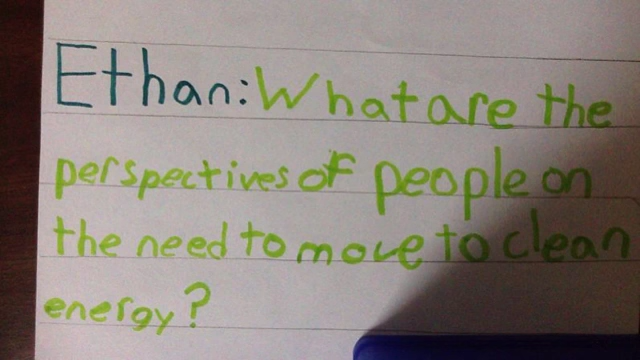 Ethan: What are the
perspectives of people on
the need to move to clean
energy?